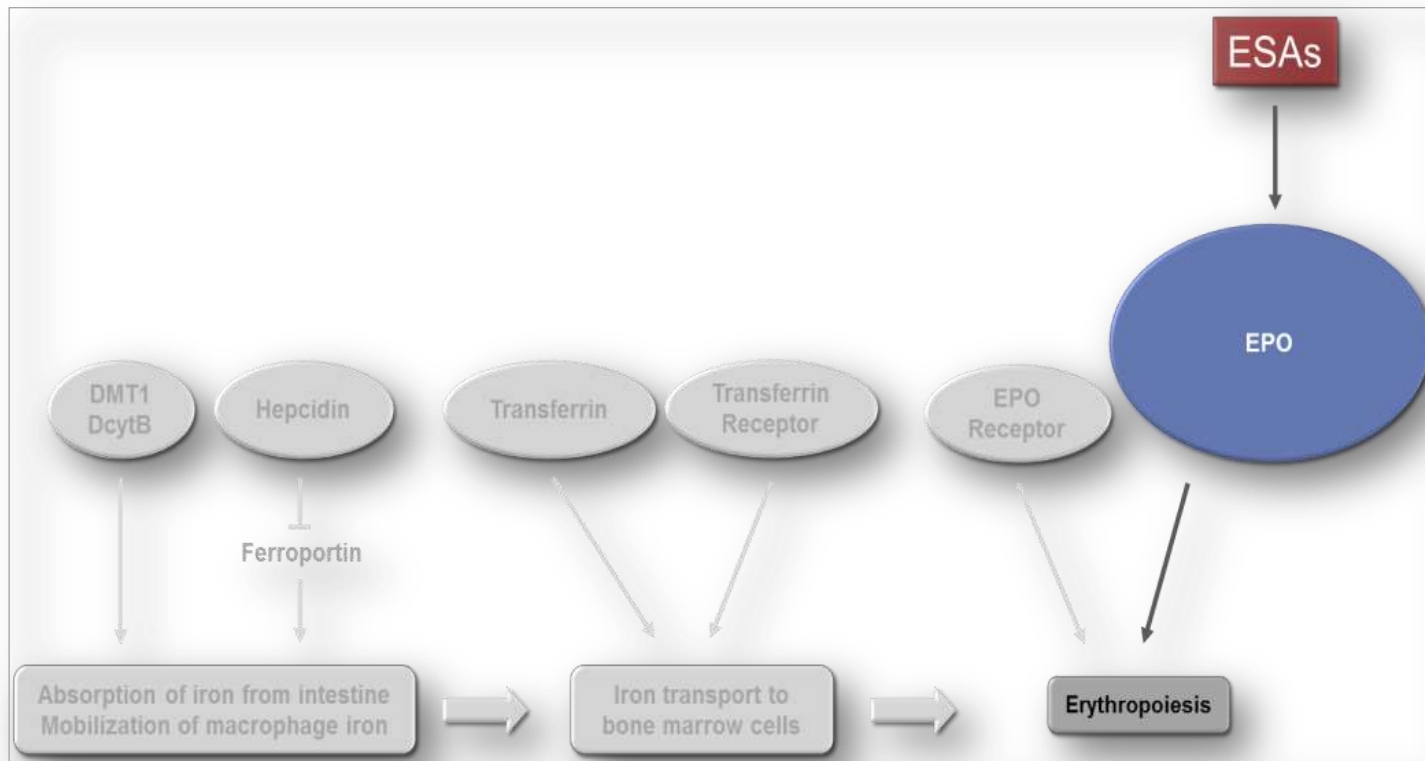 ESAs
EPO
DMT1
DcytB
Hepcidin
Transferrin
Transferrin
Receptor
EPO
Receptor
Ferroportin
Absorption of iron from intestine
Mobilization of macrophage iron
Iron transport to
bone marrow cells
Erythropoiesis